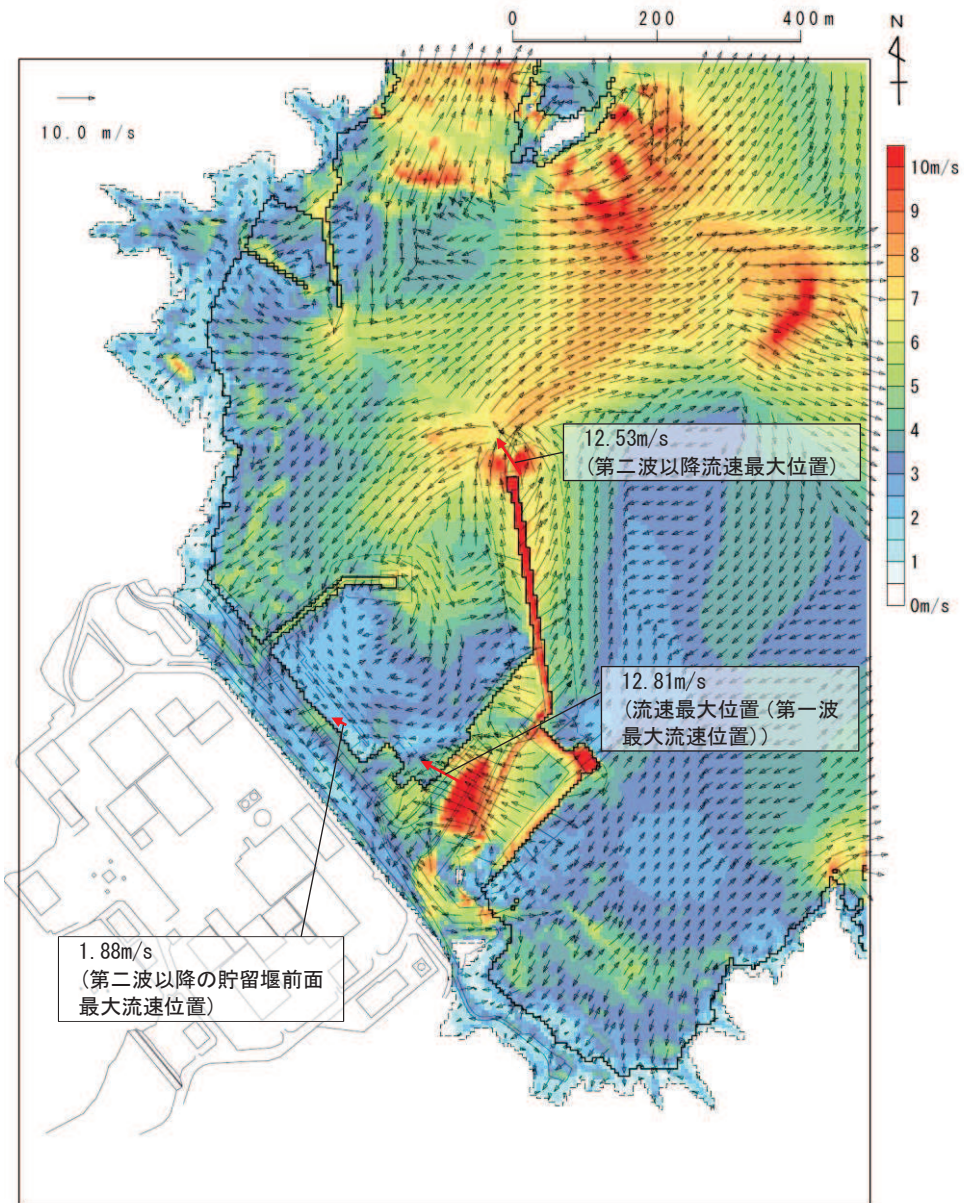 0 200 400m
N
10.0 m/s
10m/s
9
8
7
6
5
4
3
2
1
0m/s
12.53m/s
(第二波以降流速最大位置)
12.81m/s
(流速最大位置(第一波
最大流速位置))
1.88m/s
(第二波以降の貯留堰前面
最大流速位置)